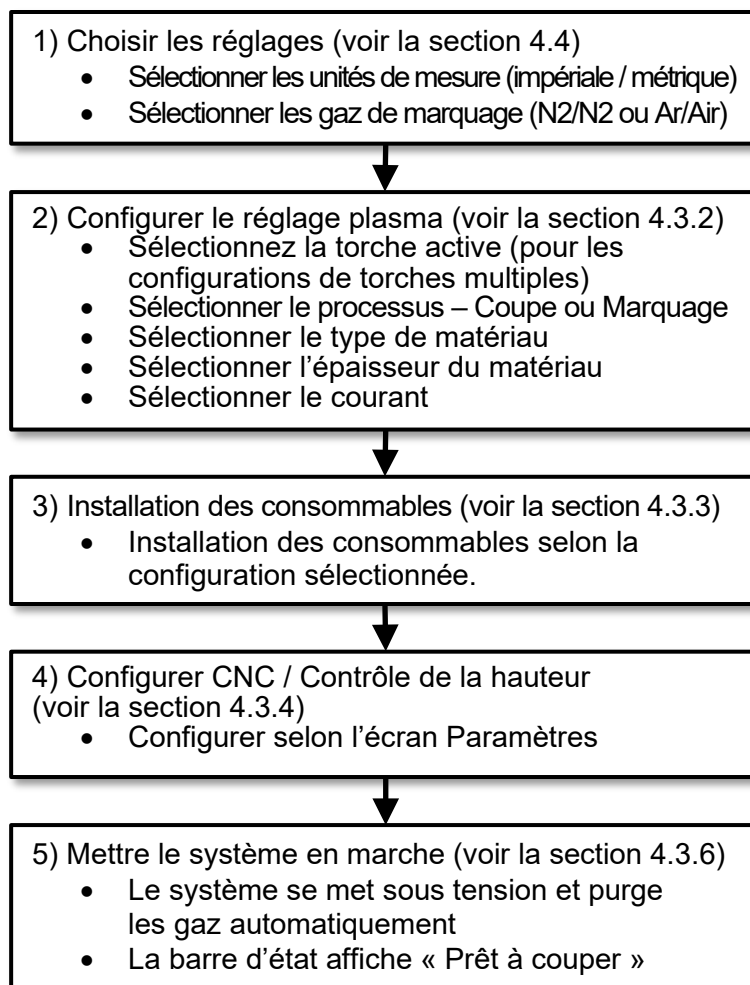 1) Choisir les réglages (voir la section 4.4)
• Sélectionner les unités de mesure (impériale / métrique)
• Sélectionner les gaz de marquage (N2/N2 ou Ar/Air)
2) Configurer le réglage plasma (voir la section 4.3.2)
• Sélectionnez la torche active (pour les
configurations de torches multiples)
• Sélectionner le processus – Coupe ou Marquage
• Sélectionner le type de matériau
• Sélectionner l’épaisseur du matériau
• Sélectionner le courant
3) Installation des consommables (voir la section 4.3.3)
• Installation des consommables selon la
configuration sélectionnée.
4) Configurer CNC / Contrôle de la hauteur
(voir la section 4.3.4)
• Configurer selon l’écran Paramètres
5) Mettre le système en marche (voir la section 4.3.6)
• Le système se met sous tension et purge
les gaz automatiquement
• La barre d’état affiche « Prêt à couper »